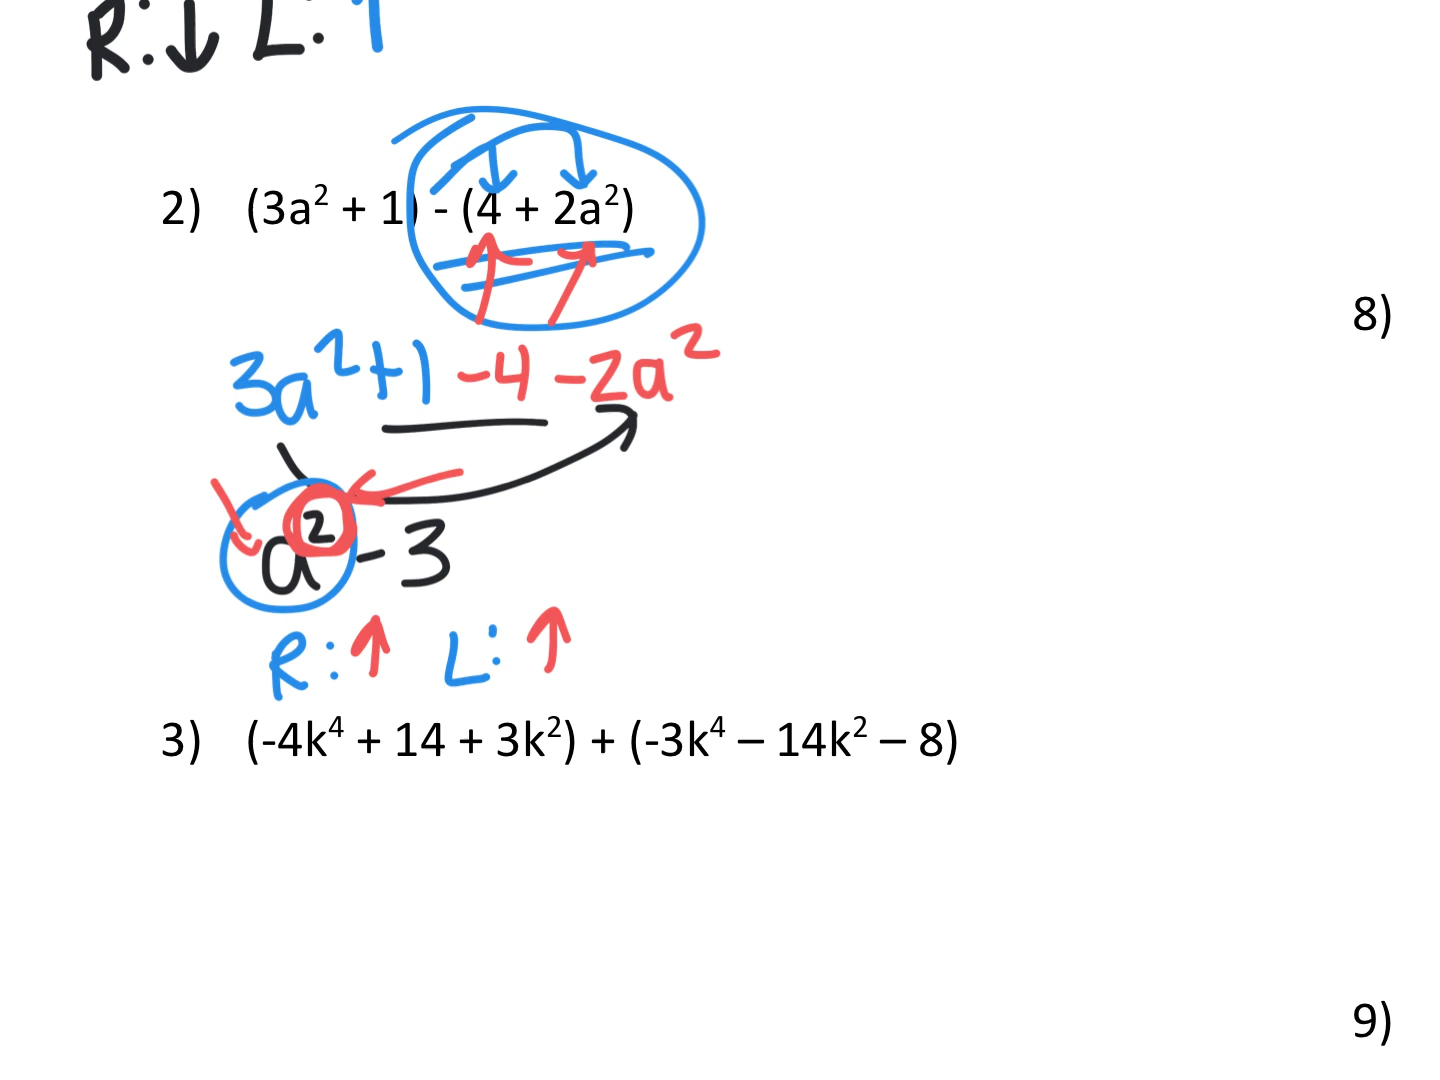 R: ↓ L: ↑
2) (3a² + 1) - (4 + 2a²)
8)
3a² + 1 - 4 - 2a²
a² - 3
R: ↑ L: ↑
3) (-4k⁴ + 14 + 3k²) + (-3k⁴ – 14k² – 8)
9)